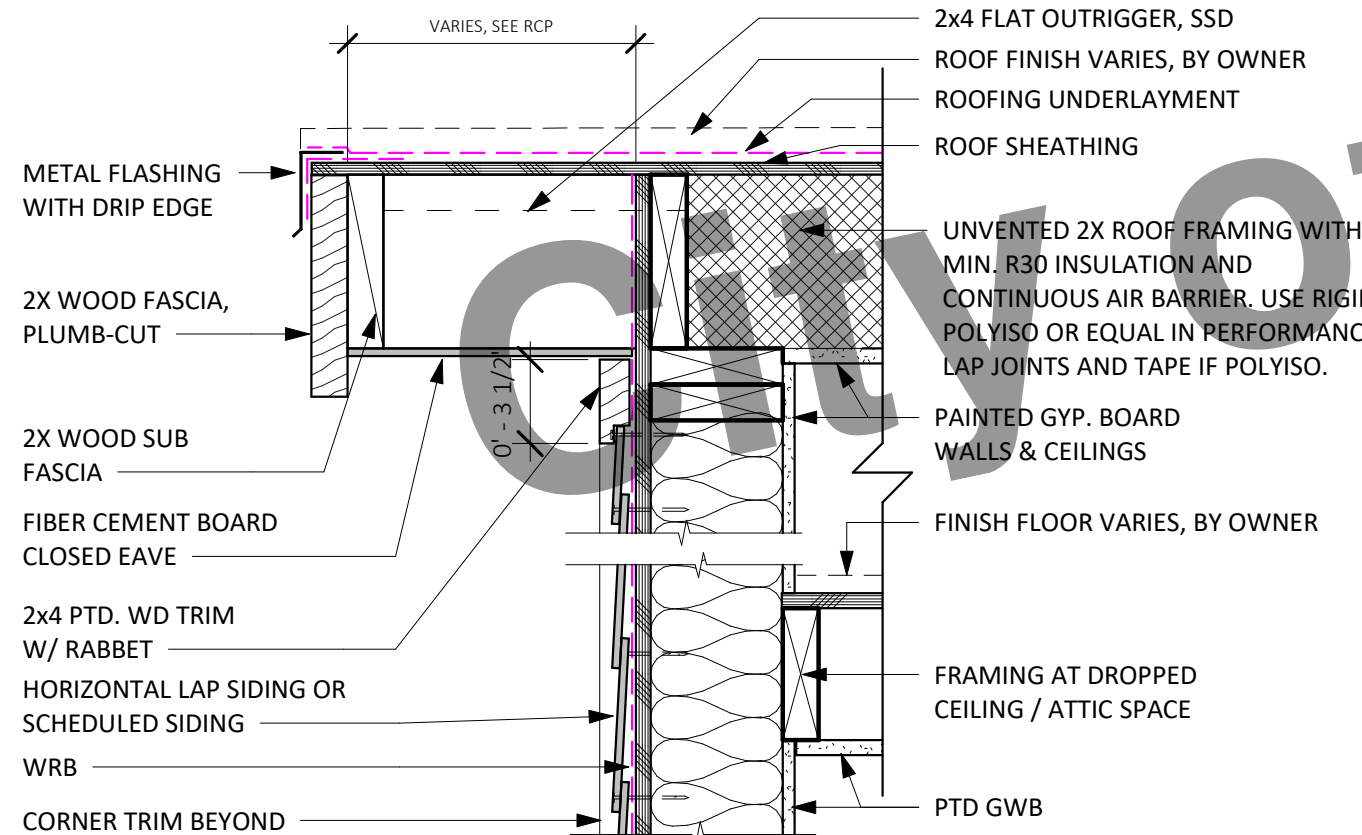 VARIES, SEE RCP
2x4 FLAT OUTRIGGER, SSD
ROOF FINISH VARIES, BY OWNER
ROOFING UNDERLAYMENT
ROOF SHEATHING
METAL FLASHING
WITH DRIP EDGE
UNVENTED 2X ROOF FRAMING WITH
MIN. R30 INSULATION AND
CONTINUOUS AIR BARRIER. USE
POLYISO OR EQUAL IN
LAP JOINTS AND TAPE IF POLYISO.
2X WOOD FASCIA,
PLUMB-CUT
0' - 3 1/2"
PAINTED GYP. BOARD
WALLS & CEILINGS
2X WOOD SUB
FASCIA
FIBER CEMENT BOARD
CLOSED EAVE
FINISH FLOOR VARIES, BY OWNER
2x4 PTD. WD TRIM
W/ RABBET
HORIZONTAL LAP SIDING OR
SCHEDULED SIDING
FRAMING AT DROPPED
CEILING / ATTIC SPACE
WRB
CORNER TRIM BEYOND
PTD GWB
City